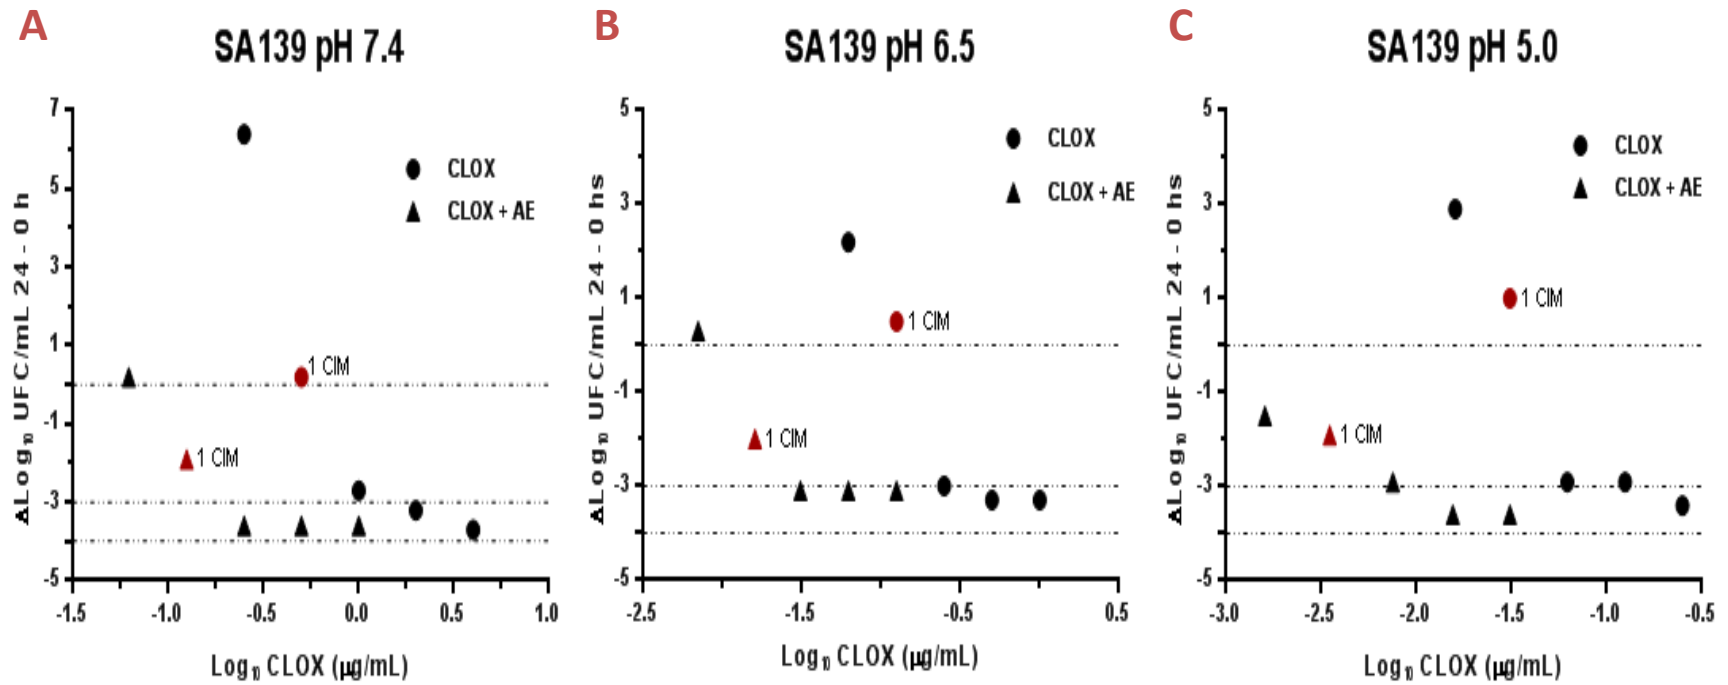 A
SA139 pH 7.4
7
5
3
1
-1
-3
-5
-1.5
-1.0
-0.5
0.0
0.5
1.0
ΔLog₁₀ UFC/mL 24 - 0 h
Log₁₀ CLOX (µg/mL)
CLOX
CLOX + AE
1 CIM
1 CIM
B
SA139 pH 6.5
5
3
1
-1
-3
-5
-2.5
-1.5
-0.5
0.5
ΔLog₁₀ UFC/mL 24 - 0 hs
Log₁₀ CLOX (µg/mL)
CLOX
CLOX + AE
1 CIM
1 CIM
C
SA139 pH 5.0
5
3
1
-1
-3
-5
-3.0
-2.5
-2.0
-1.5
-1.0
-0.5
ΔLog₁₀ UFC/mL 24 - 0 hs
Log₁₀ CLOX (µg/mL)
CLOX
CLOX + AE
1 CIM
1 CIM